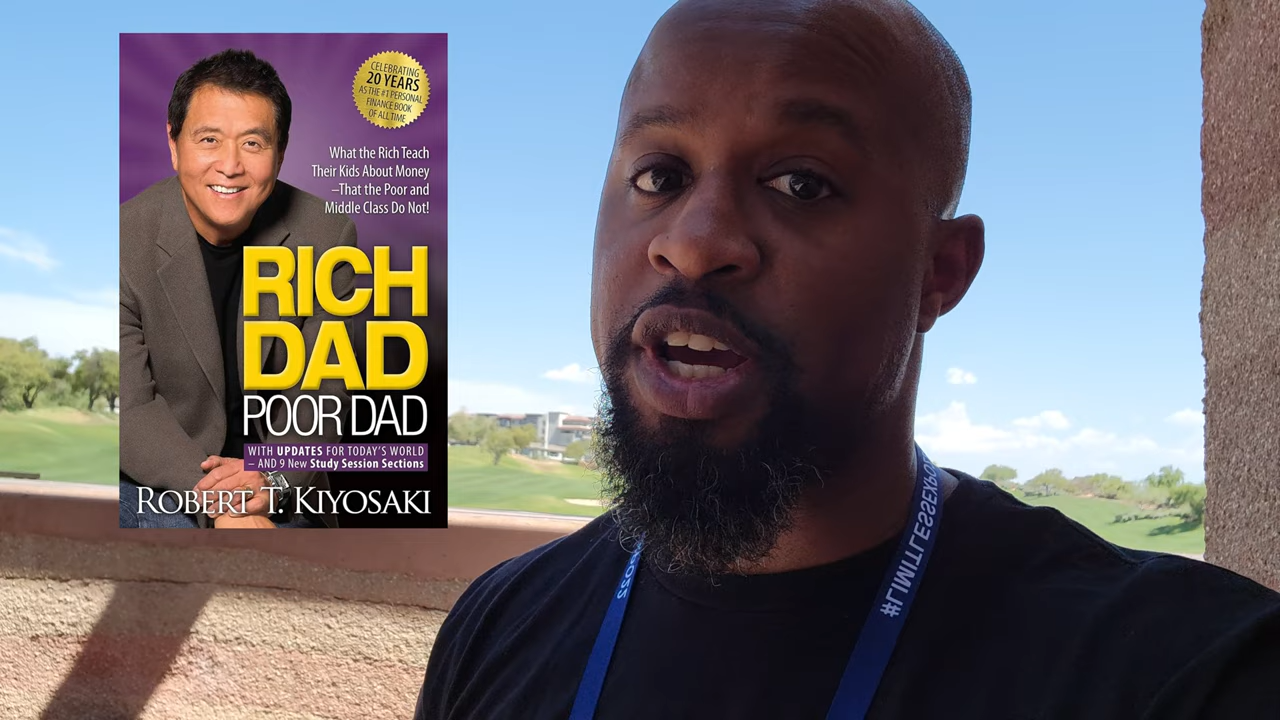 CELEBRATING
20 YEARS
AS THE #1 PERSONAL
FINANCE BOOK
OF ALL TIME
What the Rich Teach
Their Kids About Money
–That the Poor and
Middle Class Do Not!
RICH
DAD
POOR DAD
WITH UPDATES FOR TODAY'S WORLD
– AND 9 New Study Session Sections
ROBERT T. KIYOSAKI
#LIMITLESSEXPO
2022